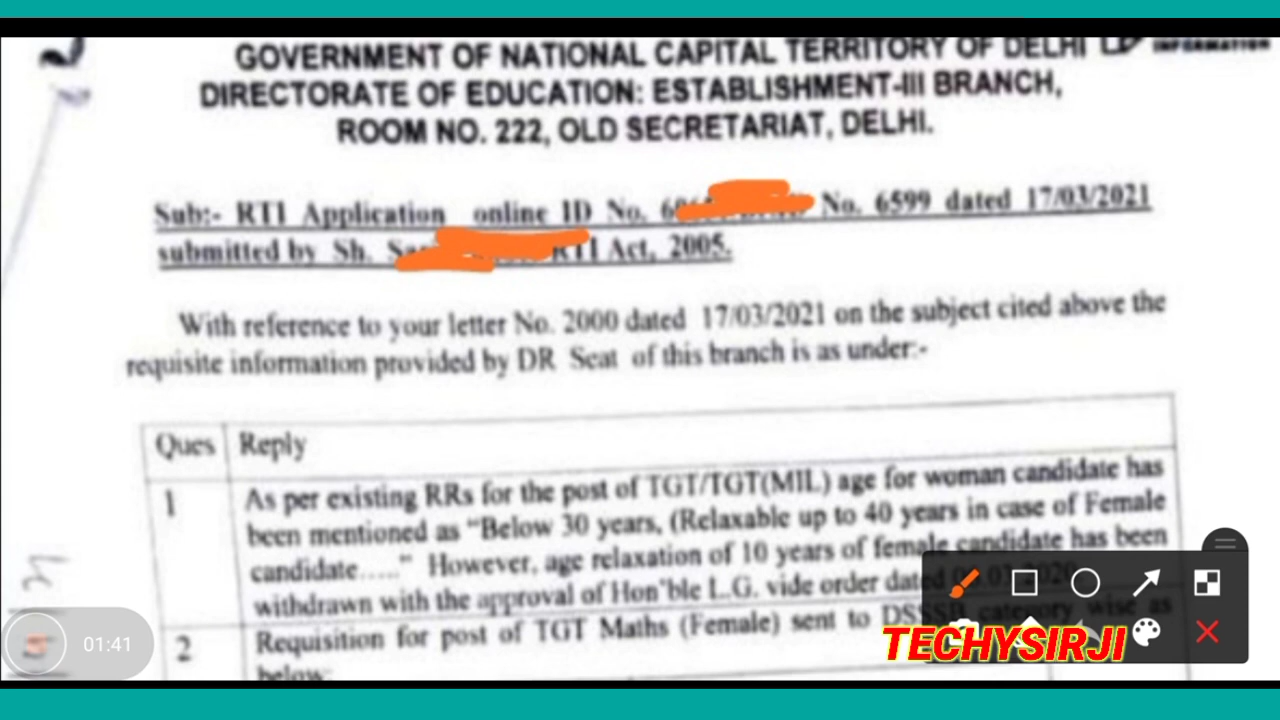 GOVERNMENT OF NATIONAL CAPITAL TERRITORY OF DELHI
INFORMATION
DIRECTORATE OF EDUCATION: ESTABLISHMENT-III BRANCH,
ROOM NO. 222, OLD SECRETARIAT, DELHI.
Sub:- RTI Application online ID No. No. 6599 dated 17/03/2021
submitted by Sh. RTI Act, 2005.
With reference to your letter No. 2000 dated 17/03/2021 on the subject cited above the
requisite information provided by DR Seat of this branch is as under:-
Ques Reply
1 As per existing RRs for the post of TGT/TGT(MIL) age for woman candidate has
been mentioned as "Below 30 years, (Relaxable up to 40 years in case of Female
candidate....." However, age relaxation of 10 years of female candidate has been
withdrawn with the approval of Hon'ble L.G. vide order dated
2 Requisition for post of TGT Maths (Female) sent to DSSSB category wise as
below:
01:41
TECHYSIRJI